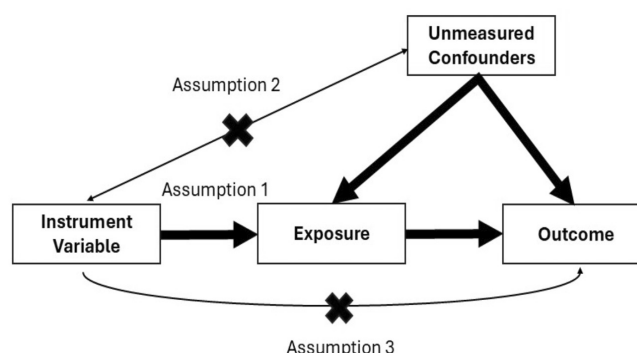 Unmeasured
Confounders
Assumption 2
Assumption 1
Instrument
Variable
Exposure
Outcome
Assumption 3